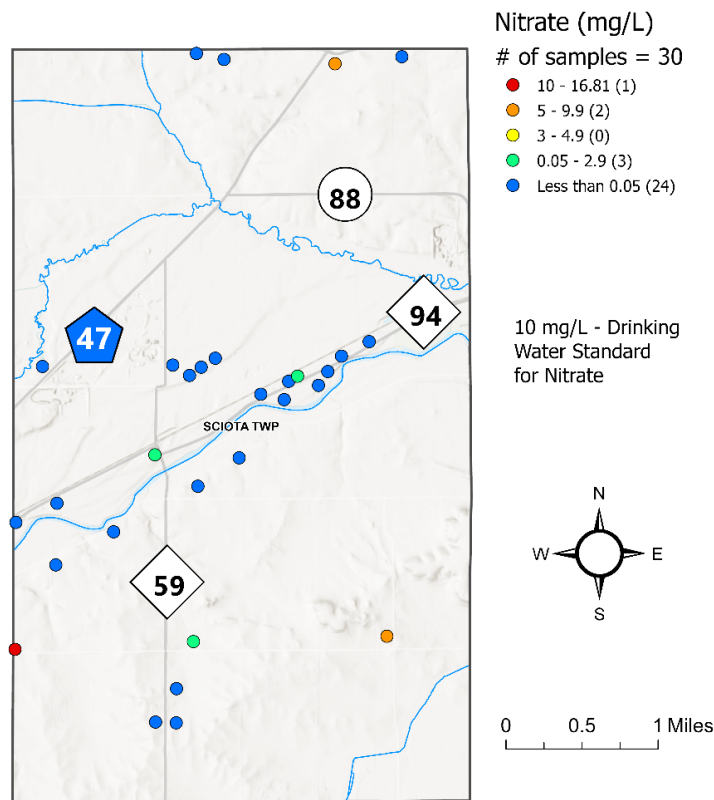 Nitrate (mg/L)
# of samples = 30
10 - 16.81 (1)
5 - 9.9 (2)
3 - 4.9 (0)
0.05 - 2.9 (3)
Less than 0.05 (24)
88
94
47
10 mg/L - Drinking
Water Standard
for Nitrate
SCIOTA TWP
59
N
W E
S
0 0.5 1 Miles